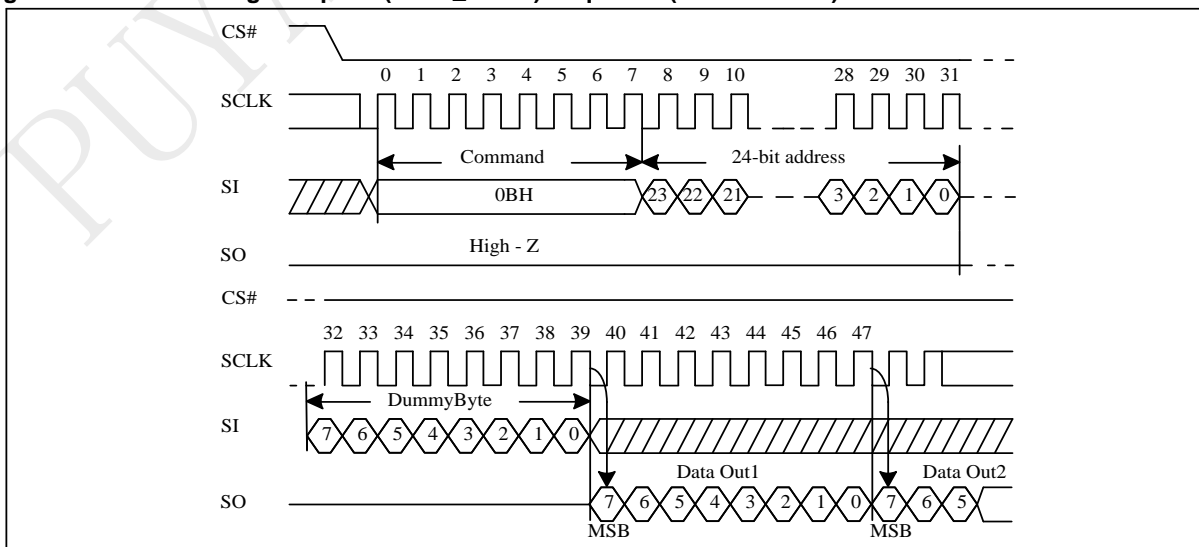 PUYA
CS#
0 1 2 3 4 5 6 7 8 9 10 28 29 30 31
SCLK
Command 24-bit address
SI 0BH 23 22 21 3 2 1 0
High - Z
SO
CS#
32 33 34 35 36 37 38 39 40 41 42 43 44 45 46 47
SCLK
DummyByte
SI 7 6 5 4 3 2 1 0
Data Out1 Data Out2
SO 7 6 5 4 3 2 1 0 7 6 5
MSB MSB